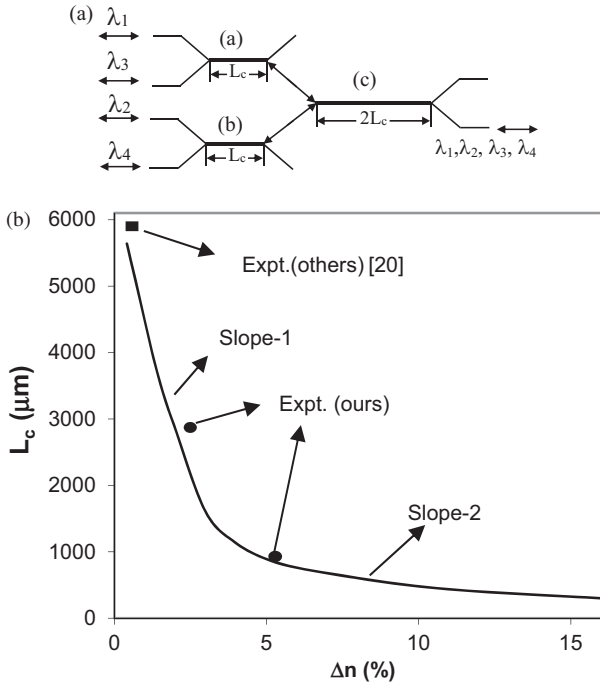 (a)
λ1
(a)
λ3
Lc
(c)
λ2
2Lc
(b)
λ4
Lc
λ1,λ2, λ3, λ4
(b)
6000
Expt.(others) [20]
5000
4000
Slope-1
Expt. (ours)
3000
Lc (μm)
2000
Slope-2
1000
0
0 5 10 15
Δn (%)